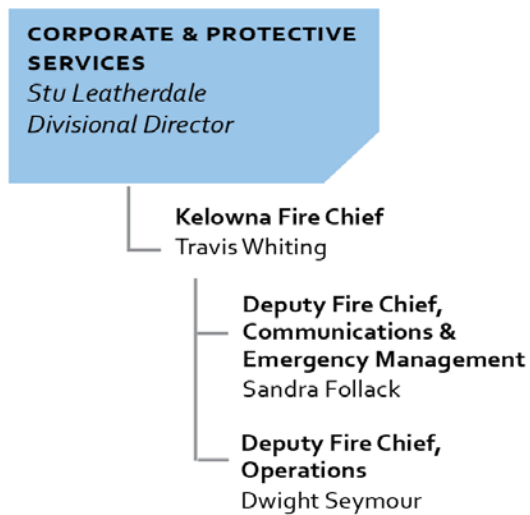 CORPORATE & PROTECTIVE
SERVICES
Stu Leatherdale
Divisional Director
Kelowna Fire Chief
Travis Whiting
Deputy Fire Chief,
Communications &
Emergency Management
Sandra Follack
Deputy Fire Chief,
Operations
Dwight Seymour